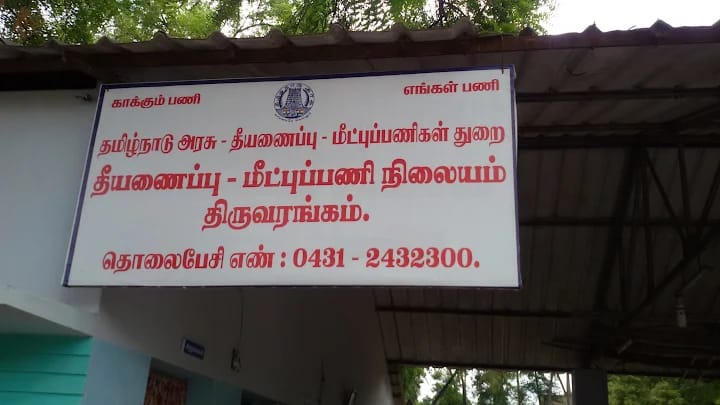 காக்கும் பணி எங்கள் பணி
தமிழ்நாடு அரசு - தீயணைப்பு - மீட்புப்பணிகள் துறை
தீயணைப்பு - மீட்புப்பணி நிலையம்
திருவரங்கம்.
தொலைபேசி எண் : 0431 - 2432300.